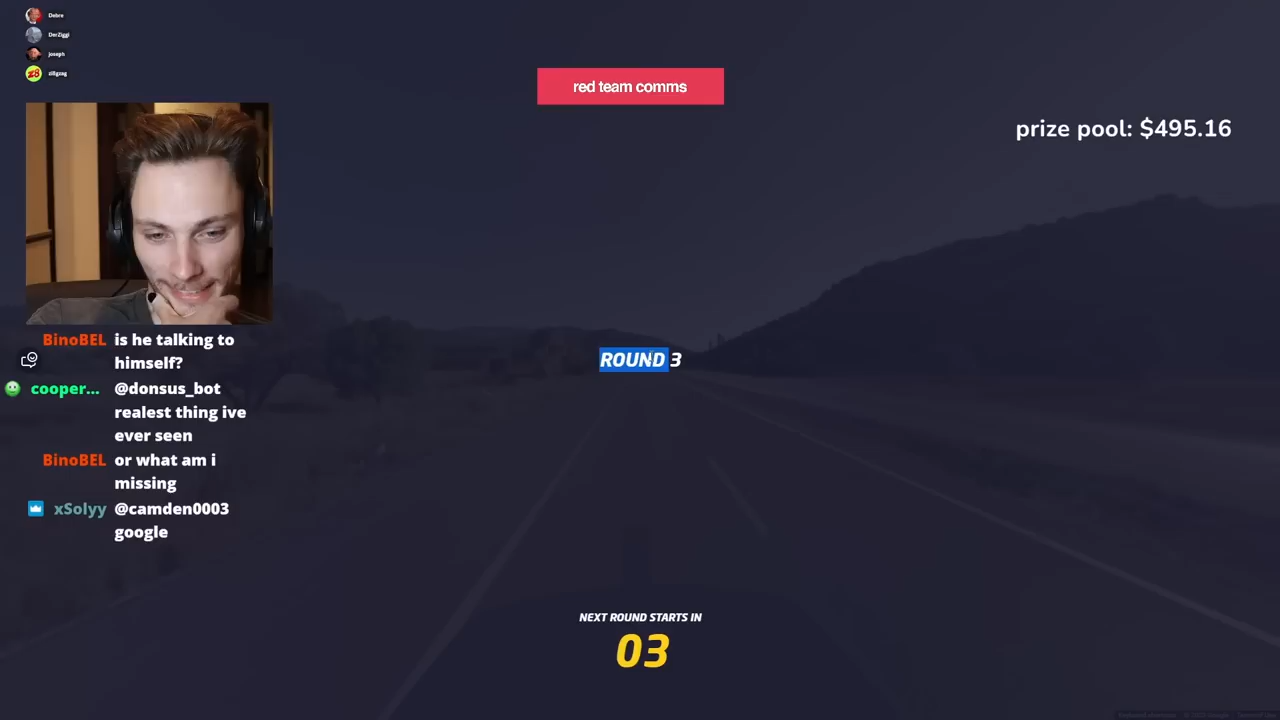 Debre
DerZiggi
joseph
zi8gzag
red team comms
prize pool: $495.16
BinoBEL is he talking to
himself?
cooper... @donsus_bot
realest thing ive
ever seen
BinoBEL or what am i
missing
xSolyy @camden0003
google
ROUND 3
NEXT ROUND STARTS IN
03